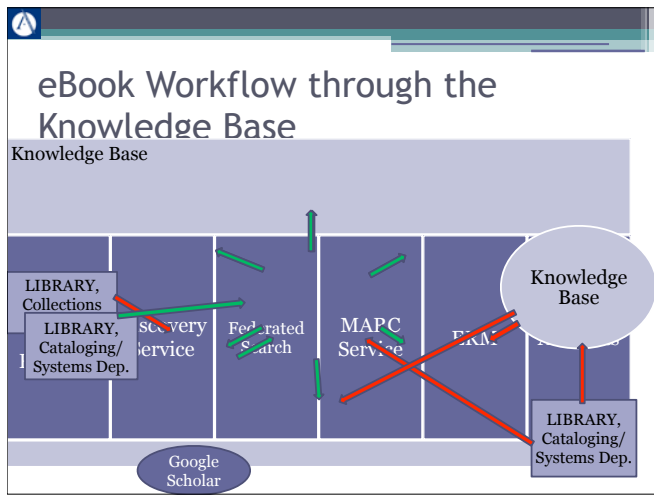 eBook Workflow through the
Knowledge Base
Knowledge Base
LIBRARY,
Collections
LIBRARY,
Cataloging/
Systems Dep.
Service
Federated
Search
MARC
Service
ERM
Knowledge
Base
LIBRARY,
Cataloging/
Systems Dep.
Google
Scholar